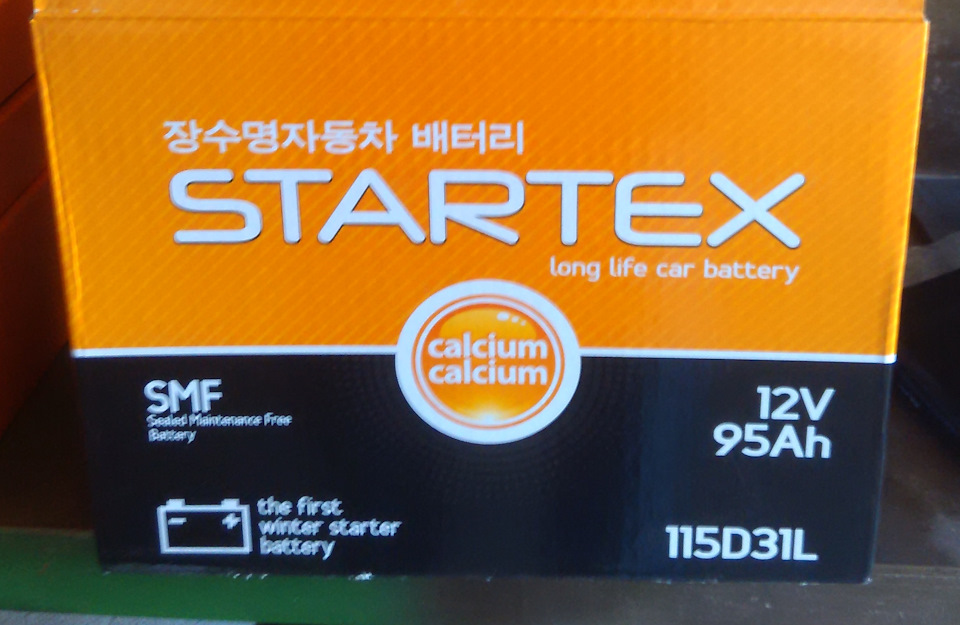 장수명자동차 배터리
STARTEX
long life car battery
calcium
calcium
SMF
Sealed Maintenance Free
Battery
12V
95Ah
the first
winter starter
battery
115D31L